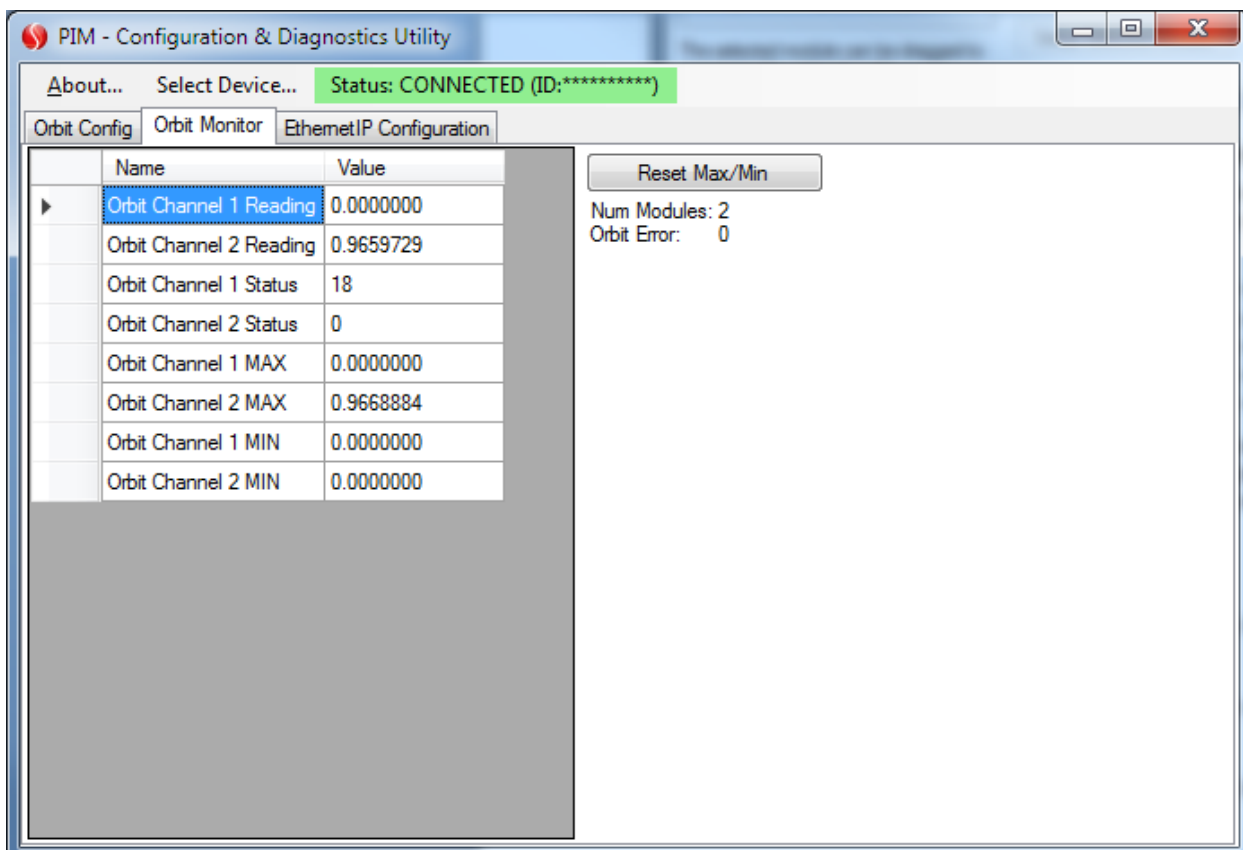 PIM - Configuration & Diagnostics Utility
About... Select Device... Status: CONNECTED (ID:**********)
Orbit Config Orbit Monitor EthernetIP Configuration
Name Value
Orbit Channel 1 Reading 0.0000000
Orbit Channel 2 Reading 0.9659729
Orbit Channel 1 Status 18
Orbit Channel 2 Status 0
Orbit Channel 1 MAX 0.0000000
Orbit Channel 2 MAX 0.9668884
Orbit Channel 1 MIN 0.0000000
Orbit Channel 2 MIN 0.0000000
Reset Max/Min
Num Modules: 2
Orbit Error: 0